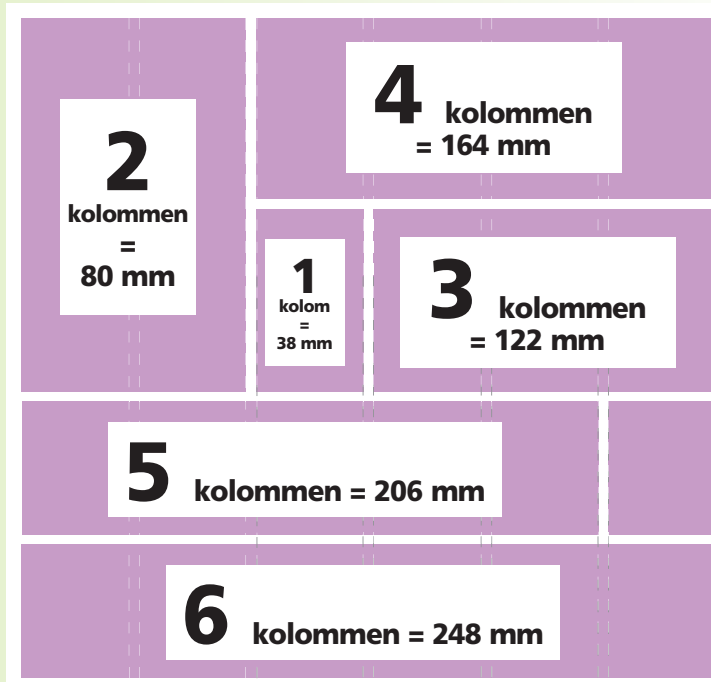 2
kolommen
=
80 mm
4 kolommen
= 164 mm
1
kolom
=
38 mm
3 kolommen
= 122 mm
5 kolommen = 206 mm
6 kolommen = 248 mm